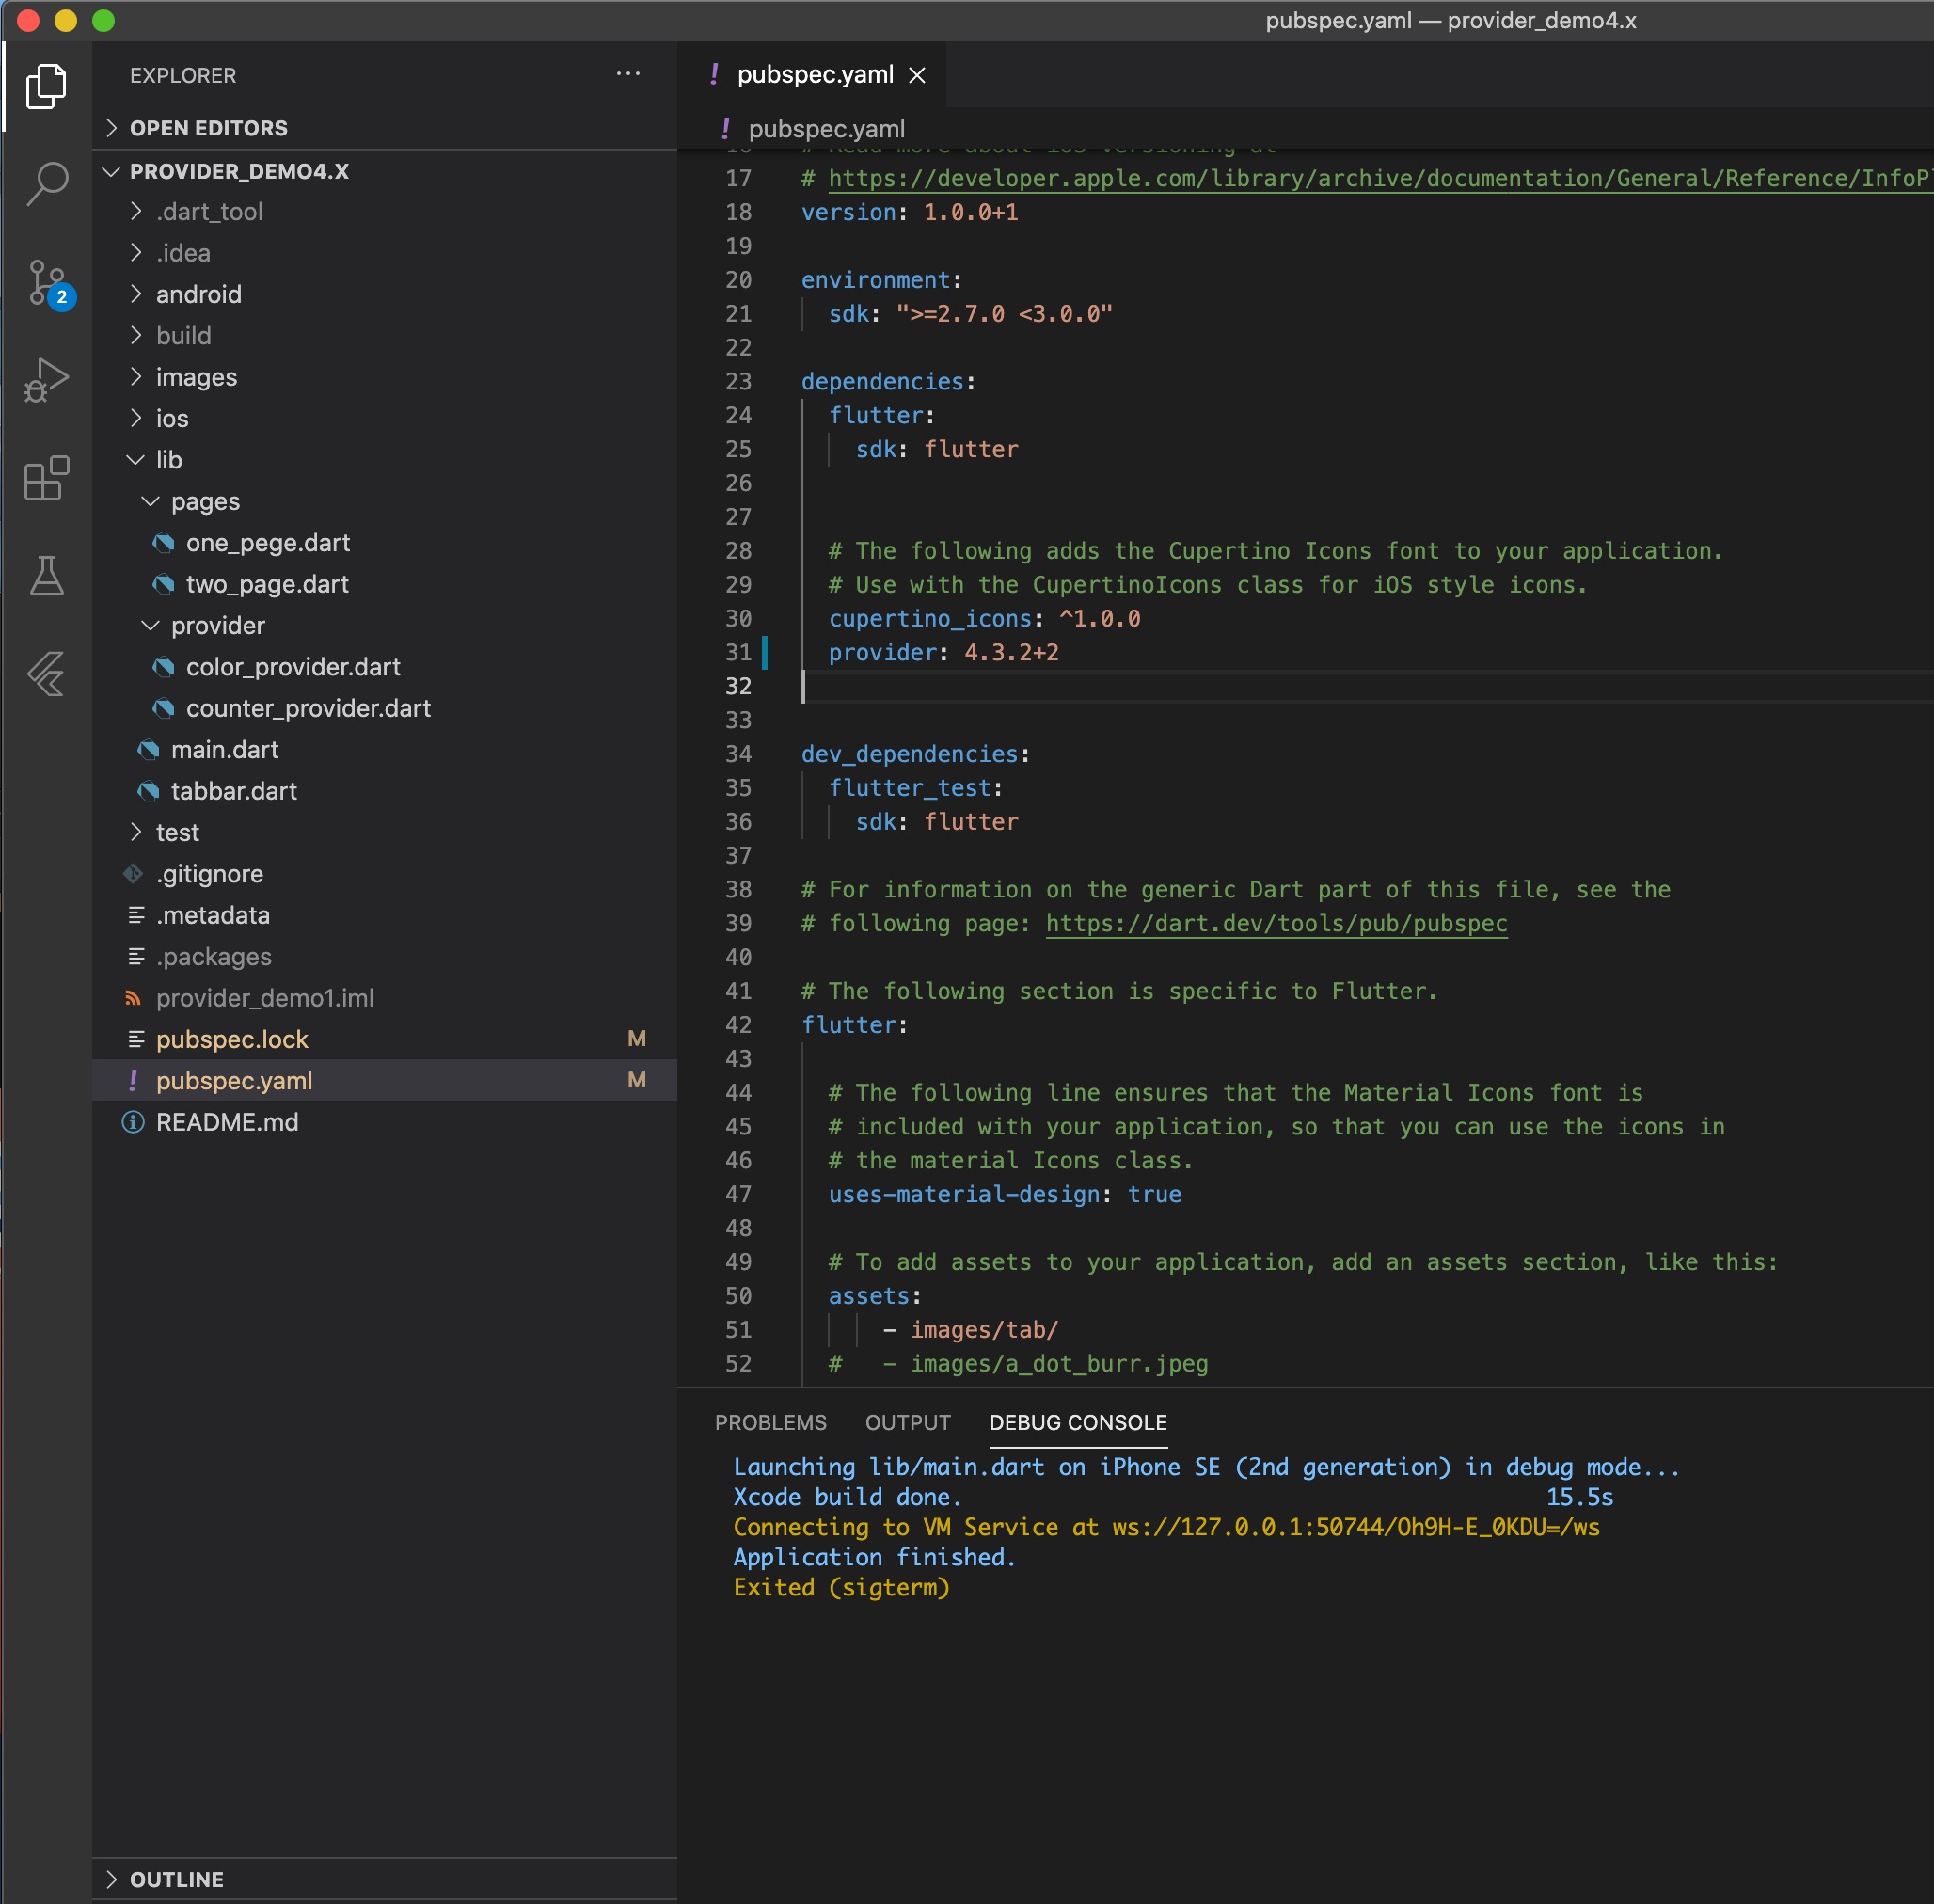 pubspec.yaml — provider_demo4.x
EXPLORER
OPEN EDITORS
PROVIDER_DEMO4.X
.dart_tool
.idea
android
build
images
ios
lib
pages
one_pege.dart
two_page.dart
provider
color_provider.dart
counter_provider.dart
main.dart
tabbar.dart
test
.gitignore
.metadata
.packages
provider_demo1.iml
pubspec.lock M
pubspec.yaml M
README.md
OUTLINE
2
pubspec.yaml
pubspec.yaml
16 # Read more about iOS versioning at
17 # https://developer.apple.com/library/archive/documentation/General/Reference/InfoPl
18 version: 1.0.0+1
19
20 environment:
21 sdk: ">=2.7.0 <3.0.0"
22
23 dependencies:
24 flutter:
25 sdk: flutter
26
27
28 # The following adds the Cupertino Icons font to your application.
29 # Use with the CupertinoIcons class for iOS style icons.
30 cupertino_icons: ^1.0.0
31 provider: 4.3.2+2
32
33
34 dev_dependencies:
35 flutter_test:
36 sdk: flutter
37
38 # For information on the generic Dart part of this file, see the
39 # following page: https://dart.dev/tools/pub/pubspec
40
41 # The following section is specific to Flutter.
42 flutter:
43
44 # The following line ensures that the Material Icons font is
45 # included with your application, so that you can use the icons in
46 # the material Icons class.
47 uses-material-design: true
48
49 # To add assets to your application, add an assets section, like this:
50 assets:
51 - images/tab/
52 # - images/a_dot_burr.jpeg
PROBLEMS OUTPUT DEBUG CONSOLE
Launching lib/main.dart on iPhone SE (2nd generation) in debug mode...
Xcode build done. 15.5s
Connecting to VM Service at ws://127.0.0.1:50744/Oh9H-E_0KDU=/ws
Application finished.
Exited (sigterm)